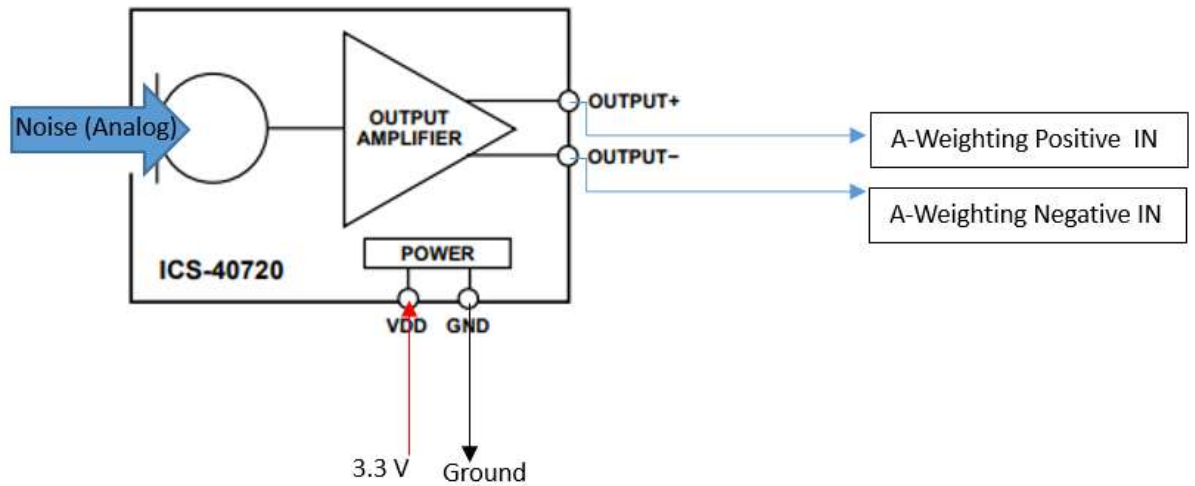 Noise (Analog)
OUTPUT
AMPLIFIER
OUTPUT+
OUTPUT−
A-Weighting Positive IN
A-Weighting Negative IN
POWER
ICS-40720
VDD GND
3.3 V Ground